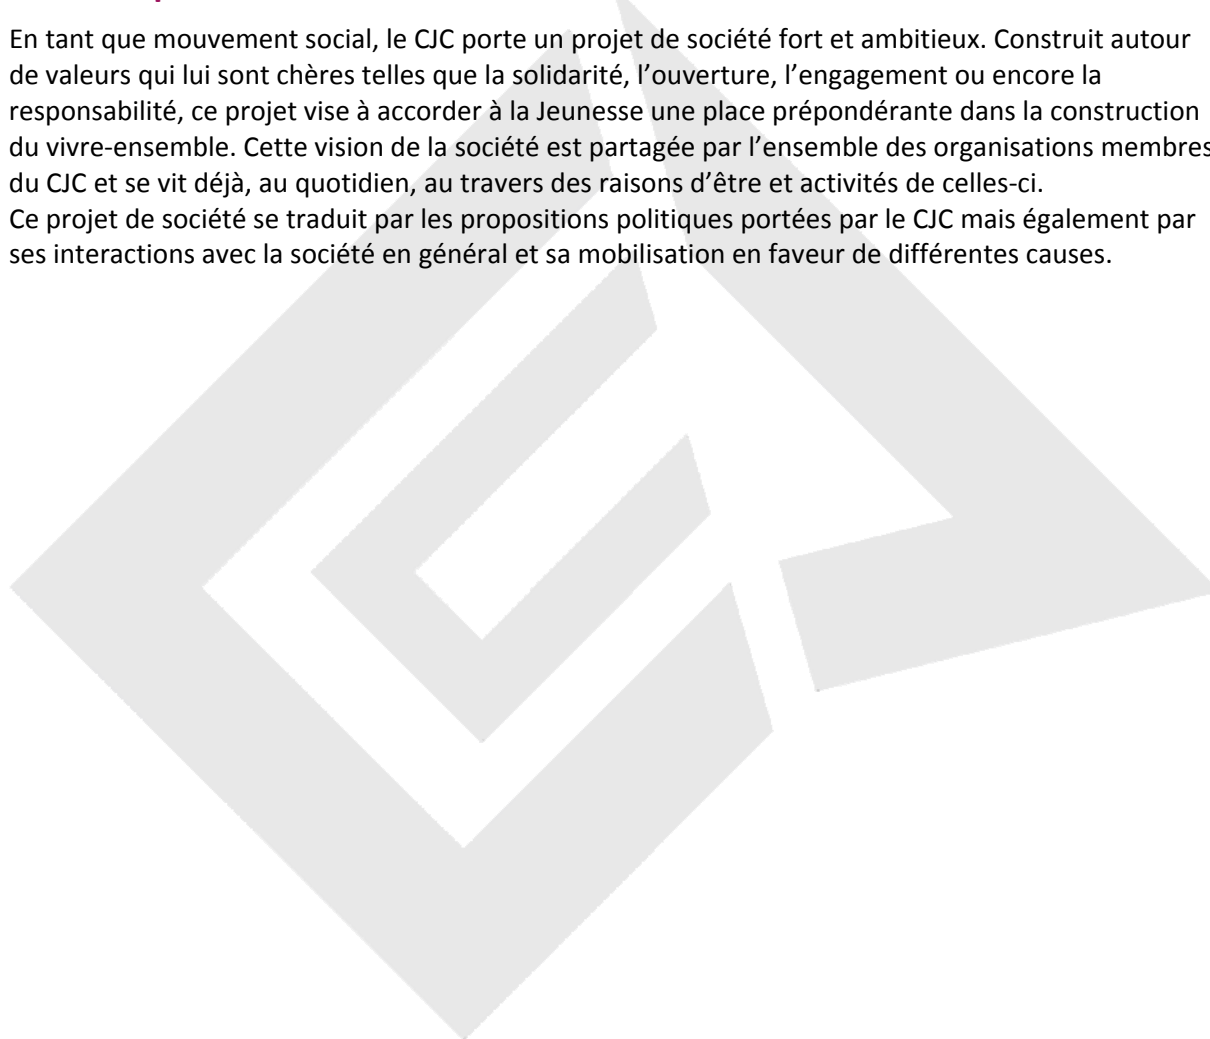 En tant que mouvement social, le CJC porte un projet de société fort et ambitieux. Construit autour
de valeurs qui lui sont chères telles que la solidarité, l’ouverture, l’engagement ou encore la
responsabilité, ce projet vise à accorder à la Jeunesse une place prépondérante dans la construction
du vivre-ensemble. Cette vision de la société est partagée par l’ensemble des organisations membres
du CJC et se vit déjà, au quotidien, au travers des raisons d’être et activités de celles-ci.
Ce projet de société se traduit par les propositions politiques portées par le CJC mais également par
ses interactions avec la société en général et sa mobilisation en faveur de différentes causes.